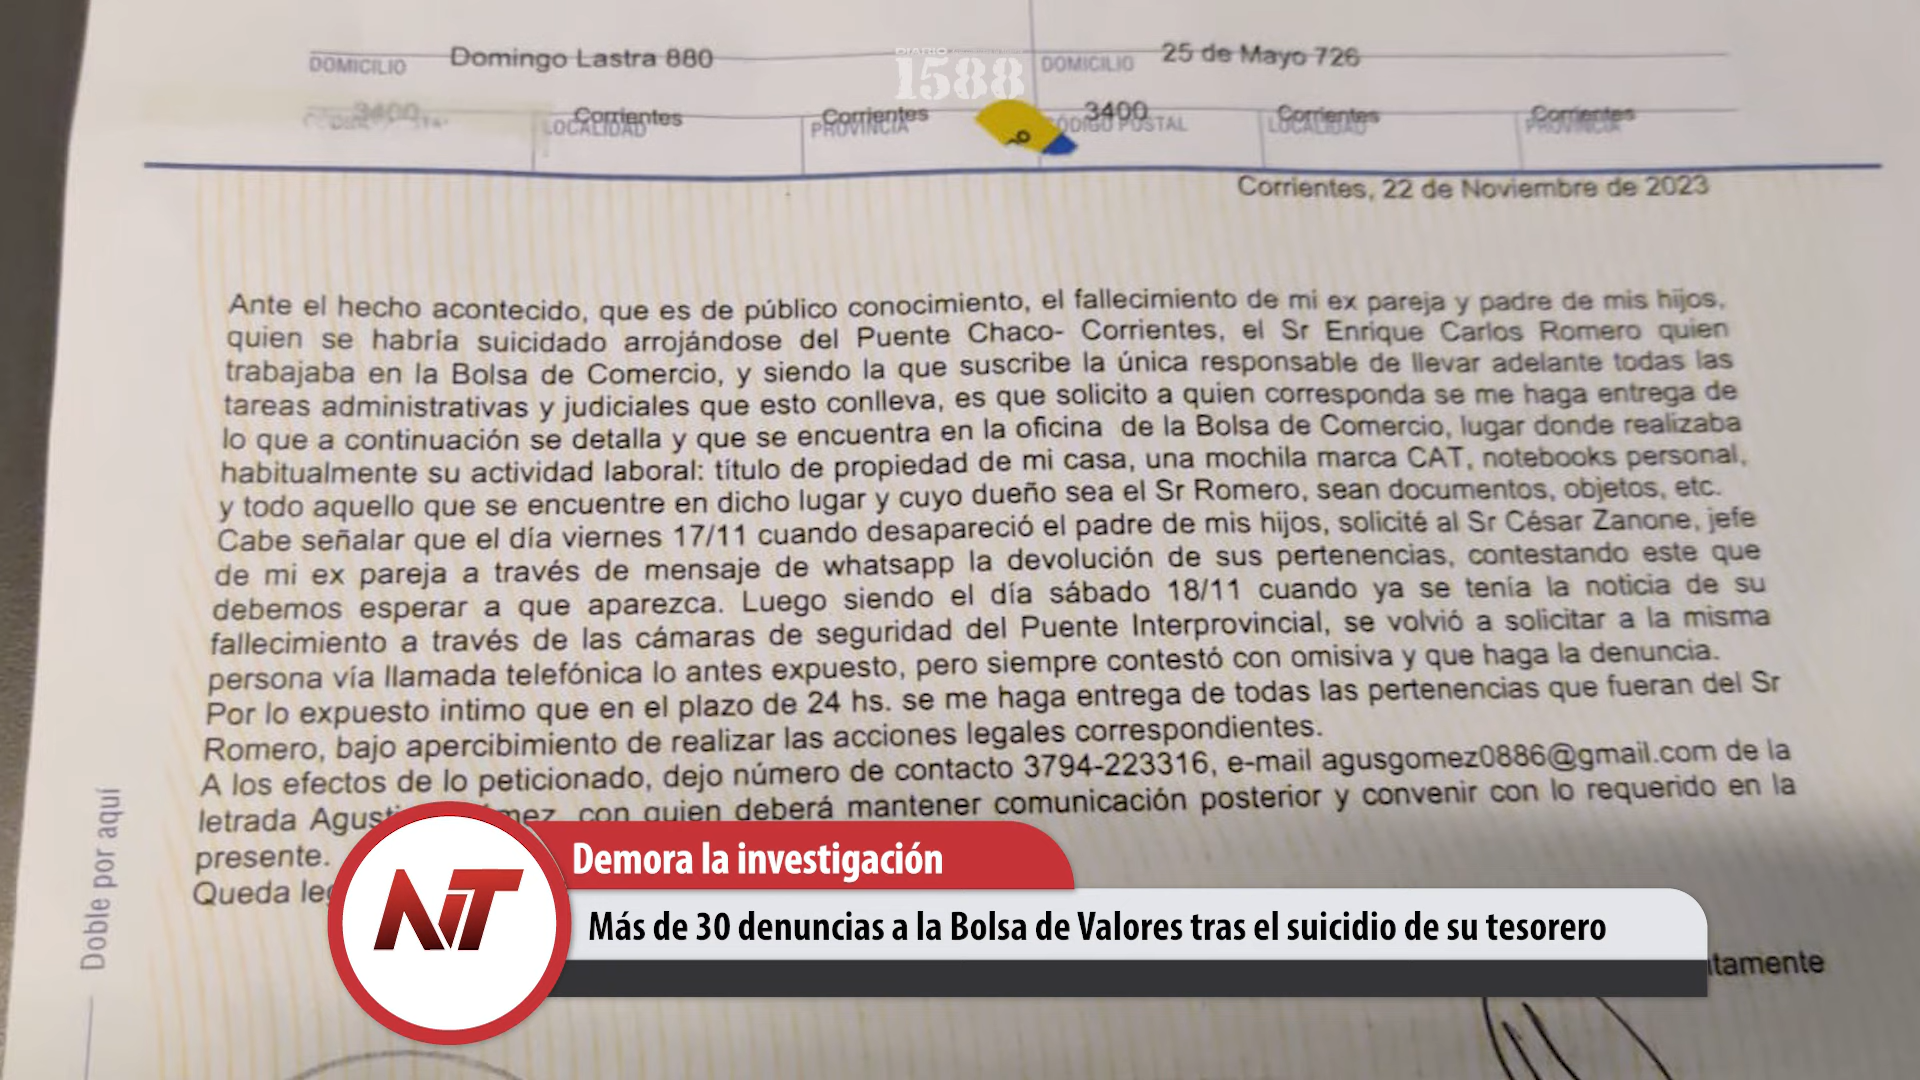 DOMICILIO Domingo Lastra 880
DOMICILIO 25 de Mayo 726
DIARIO
1588
3400 Corrientes Corrientes 3400 Corrientes Corrientes
LOCALIDAD PROVINCIA CÓDIGO POSTAL LOCALIDAD PROVINCIA
Corrientes, 22 de Noviembre de 2023
Ante el hecho acontecido, que es de público conocimiento, el fallecimiento de mi ex pareja y padre de mis hijos,
quien se habría suicidado arrojándose del Puente Chaco- Corrientes, el Sr Enrique Carlos Romero quien
trabajaba en la Bolsa de Comercio, y siendo la que suscribe la única responsable de llevar adelante todas las
tareas administrativas y judiciales que esto conlleva, es que solicito a quien corresponda se me haga entrega de
lo que a continuación se detalla y que se encuentra en la oficina de la Bolsa de Comercio, lugar donde realizaba
habitualmente su actividad laboral: título de propiedad de mi casa, una mochila marca CAT, notebooks personal,
y todo aquello que se encuentre en dicho lugar y cuyo dueño sea el Sr Romero, sean documentos, objetos, etc.
Cabe señalar que el día viernes 17/11 cuando desapareció el padre de mis hijos, solicité al Sr César Zanone, jefe
de mi ex pareja a través de mensaje de whatsapp la devolución de sus pertenencias, contestando este que
debemos esperar a que aparezca. Luego siendo el día sábado 18/11 cuando ya se tenía la noticia de su
fallecimiento a través de las cámaras de seguridad del Puente Interprovincial, se volvió a solicitar a la misma
persona vía llamada telefónica lo antes expuesto, pero siempre contestó con omisiva y que haga la denuncia.
Por lo expuesto intimo que en el plazo de 24 hs. se me haga entrega de todas las pertenencias que fueran del Sr
Romero, bajo apercibimiento de realizar las acciones legales correspondientes.
A los efectos de lo peticionado, dejo número de contacto 3794-223316, e-mail agusgomez0886@gmail.com de la
letrada con quien deberá mantener comunicación posterior y convenir con lo requerido en la
presente.
Queda
Doble por aquí
NT
Demora la investigación
Más de 30 denuncias a la Bolsa de Valores tras el suicidio de su tesorero